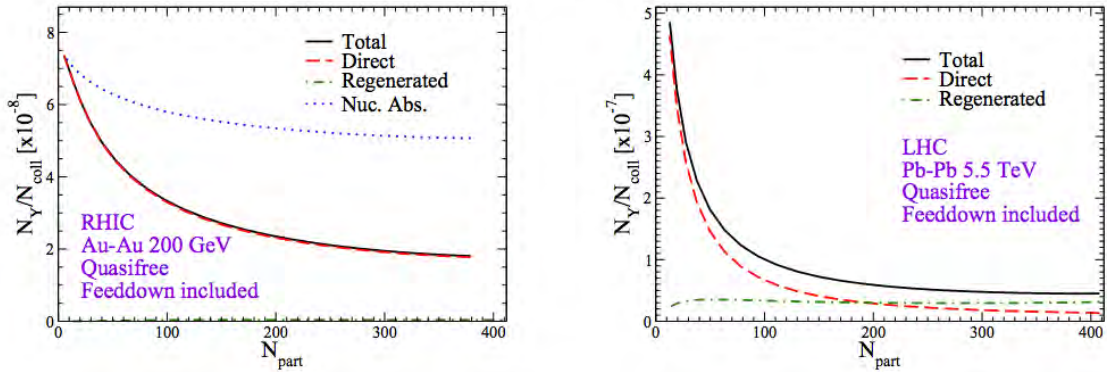 8
6
4
2
0
N_Υ/N_coll [x10^-8]
Total
Direct
Regenerated
Nuc. Abs.
RHIC
Au-Au 200 GeV
Quasifree
Feeddown included
0 100 200 300 400
N_part
5
4
3
2
1
0
N_Υ/N_coll [x10^-7]
Total
Direct
Regenerated
LHC
Pb-Pb 5.5 TeV
Quasifree
Feeddown included
0 100 200 300 400
N_part